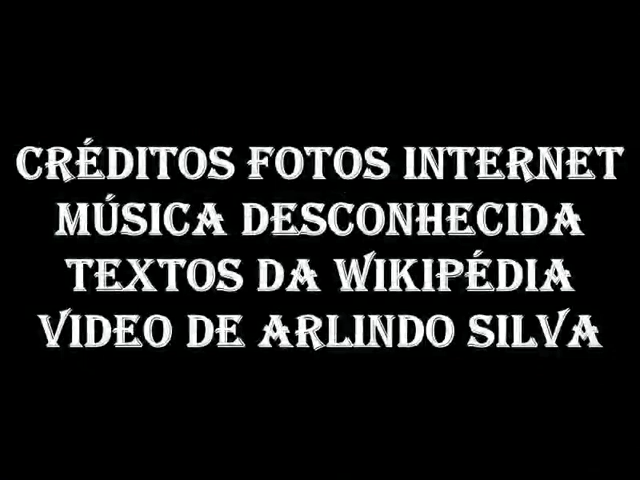 CRÉDITOS FOTOS INTERNET
MÚSICA DESCONHECIDA
TEXTOS DA WIKIPÉDIA
VIDEO DE ARLINDO SILVA